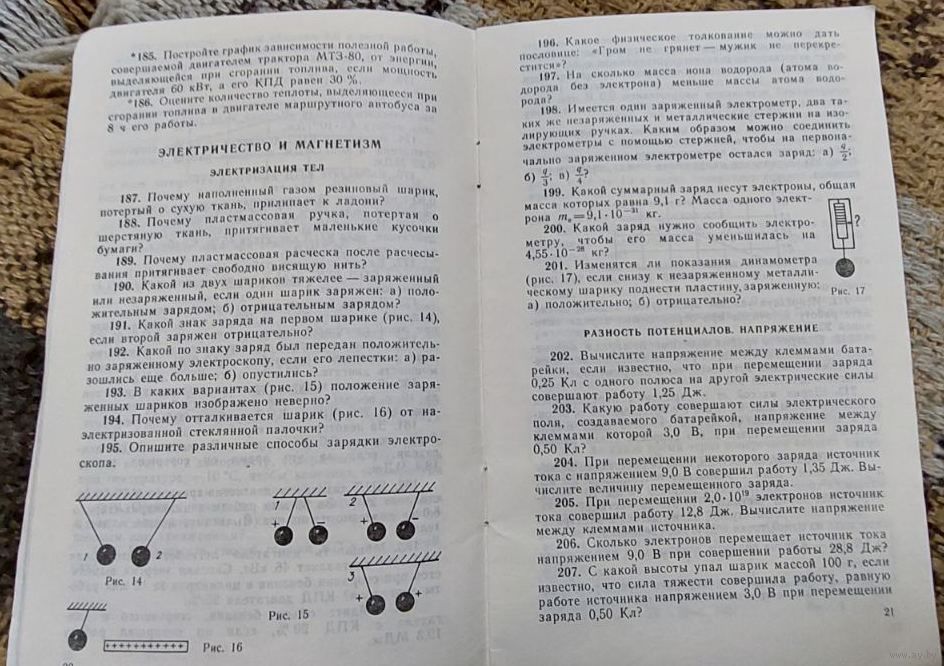 *185. Постройте график зависимости полезной работы,
совершаемой двигателем трактора МТЗ-80, от энергии,
выделяющейся при сгорании топлива, если мощность
двигателя 60 кВт, а его КПД равен 30 %.
*186. Оцените количество теплоты, выделяющееся при
сгорании топлива в двигателе маршрутного автобуса за
8 ч его работы.
ЭЛЕКТРИЧЕСТВО И МАГНЕТИЗМ
ЭЛЕКТРИЗАЦИЯ ТЕЛ
187. Почему наполненный газом резиновый шарик,
потертый о сухую ткань, прилипает к ладони?
188. Почему пластмассовая ручка, потертая о
шерстяную ткань, притягивает маленькие кусочки
бумаги?
189. Почему пластмассовая расческа после расчесы-
вания притягивает свободно висящую нить?
190. Какой из двух шариков тяжелее — заряженный
или незаряженный, если один шарик заряжен: а) поло-
жительным зарядом; б) отрицательным зарядом?
191. Какой знак заряда на первом шарике (рис. 14),
если второй заряжен отрицательно?
192. Какой по знаку заряд был передан положитель-
но заряженному электроскопу, если его лепестки: а) ра-
зошлись еще больше; б) опустились?
193. В каких вариантах (рис. 15) положение заря-
женных шариков изображено неверно?
194. Почему отталкивается шарик (рис. 16) от на-
электризованной стеклянной палочки?
195. Опишите различные способы зарядки электро-
скопа.
1 2
Рис. 14
1 + −
2 + −
3 + +
Рис. 15
+++++++++++++
Рис. 16
196. Какое физическое толкование можно дать
пословице: «Гром не грянет — мужик не перекре-
стится»?
197. На сколько масса иона водорода (атома во-
дорода без электрона) меньше массы атома водо-
рода?
198. Имеется один заряженный электрометр, два та-
ких же незаряженных и металлические стержни на изо-
лирующих ручках. Каким образом можно соединить
электрометры с помощью стержней, чтобы на первона-
чально заряженном электрометре остался заряд: а) q/2;
б) q/3; в) q/4?
199. Какой суммарный заряд несут электроны, общая
масса которых равна 9,1 г? Масса одного элект-
рона mₑ=9,1·10⁻³¹ кг.
200. Какой заряд нужно сообщить электро-
метру, чтобы его масса уменьшилась на
4,55·10⁻²⁸ кг?
201. Изменятся ли показания динамометра
(рис. 17), если снизу к незаряженному металли-
ческому шарику поднести пластину, заряженную:
а) положительно; б) отрицательно?
?
Рис. 17
РАЗНОСТЬ ПОТЕНЦИАЛОВ. НАПРЯЖЕНИЕ
202. Вычислите напряжение между клеммами бата-
рейки, если известно, что при перемещении заряда
0,25 Кл с одного полюса на другой электрические силы
совершают работу 1,25 Дж.
203. Какую работу совершают силы электрического
поля, создаваемого батарейкой, напряжение между
клеммами которой 3,0 В, при перемещении заряда
0,50 Кл?
204. При перемещении некоторого заряда источник
тока с напряжением 9,0 В совершил работу 1,35 Дж. Вы-
числите величину перемещенного заряда.
205. При перемещении 2,0·10¹⁹ электронов источник
тока совершил работу 12,8 Дж. Вычислите напряжение
между клеммами источника.
206. Сколько электронов перемещает источник тока
напряжением 9,0 В при совершении работы 28,8 Дж?
207. С какой высоты упал шарик массой 100 г, если
известно, что сила тяжести совершила работу, равную
работе источника напряжением 3,0 В при перемещении
заряда 0,50 Кл?
21